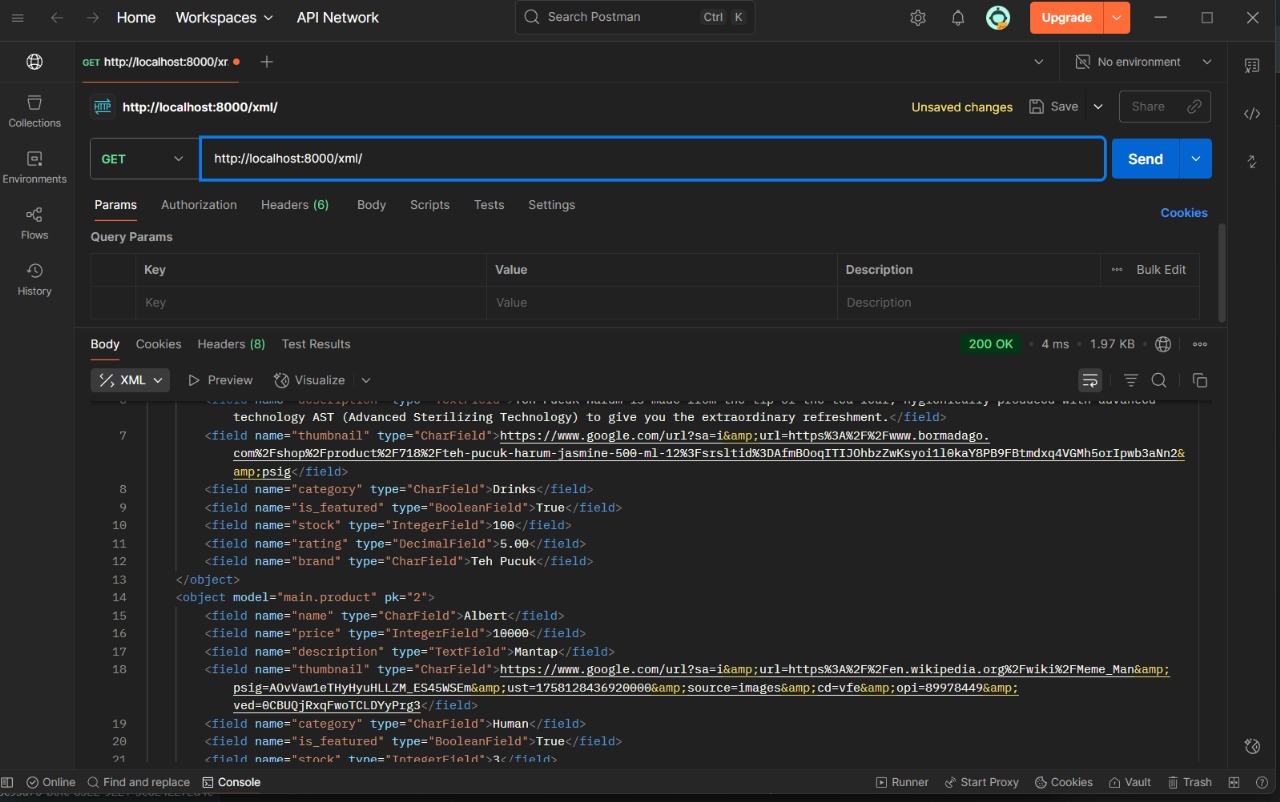 Home Workspaces API Network Search Postman Ctrl K Upgrade
GET http://localhost:8000/xr No environment
Collections
Environments
Flows
History
HTTP http://localhost:8000/xml/ Unsaved changes Save Share
GET http://localhost:8000/xml/ Send
Params Authorization Headers (6) Body Scripts Tests Settings Cookies
Query Params
Key Value Description Bulk Edit
Key Value Description
Body Cookies Headers (8) Test Results 200 OK 4 ms 1.97 KB
XML Preview Visualize
technology AST (Advanced Sterilizing Technology) to give you the extraordinary refreshment.</field>
7 <field name="thumbnail" type="CharField">https://www.google.com/url?sa=i&amp;url=https%3A%2F%2Fwww.bormadago.
com%2Fshop%2Fproduct%2F718%2Fteh-pucuk-harum-jasmine-500-ml-12%3Fsrsltid%3DAfmBOoqITIJOhbzZwKsyoi1l0kaY8PB9FBtmdxq4VGMh5orIpwb3aNn2&
amp;psig</field>
8 <field name="category" type="CharField">Drinks</field>
9 <field name="is_featured" type="BooleanField">True</field>
10 <field name="stock" type="IntegerField">100</field>
11 <field name="rating" type="DecimalField">5.00</field>
12 <field name="brand" type="CharField">Teh Pucuk</field>
13 </object>
14 <object model="main.product" pk="2">
15 <field name="name" type="CharField">Albert</field>
16 <field name="price" type="IntegerField">10000</field>
17 <field name="description" type="TextField">Mantap</field>
18 <field name="thumbnail" type="CharField">https://www.google.com/url?sa=i&amp;url=https%3A%2F%2Fen.wikipedia.org%2Fwiki%2FMeme_Man&amp;
psig=AOvVaw1eTHyHyuHLLZM_ES45WSEm&amp;ust=1758128436920000&amp;source=images&amp;cd=vfe&amp;opi=89978449&amp;
ved=0CBUQjRxqFwoTCLDYyPrg3</field>
19 <field name="category" type="CharField">Human</field>
20 <field name="is_featured" type="BooleanField">True</field>
21 <field name="stock" type="IntegerField">3</field>
Online Find and replace Console Runner Start Proxy Cookies Vault Trash